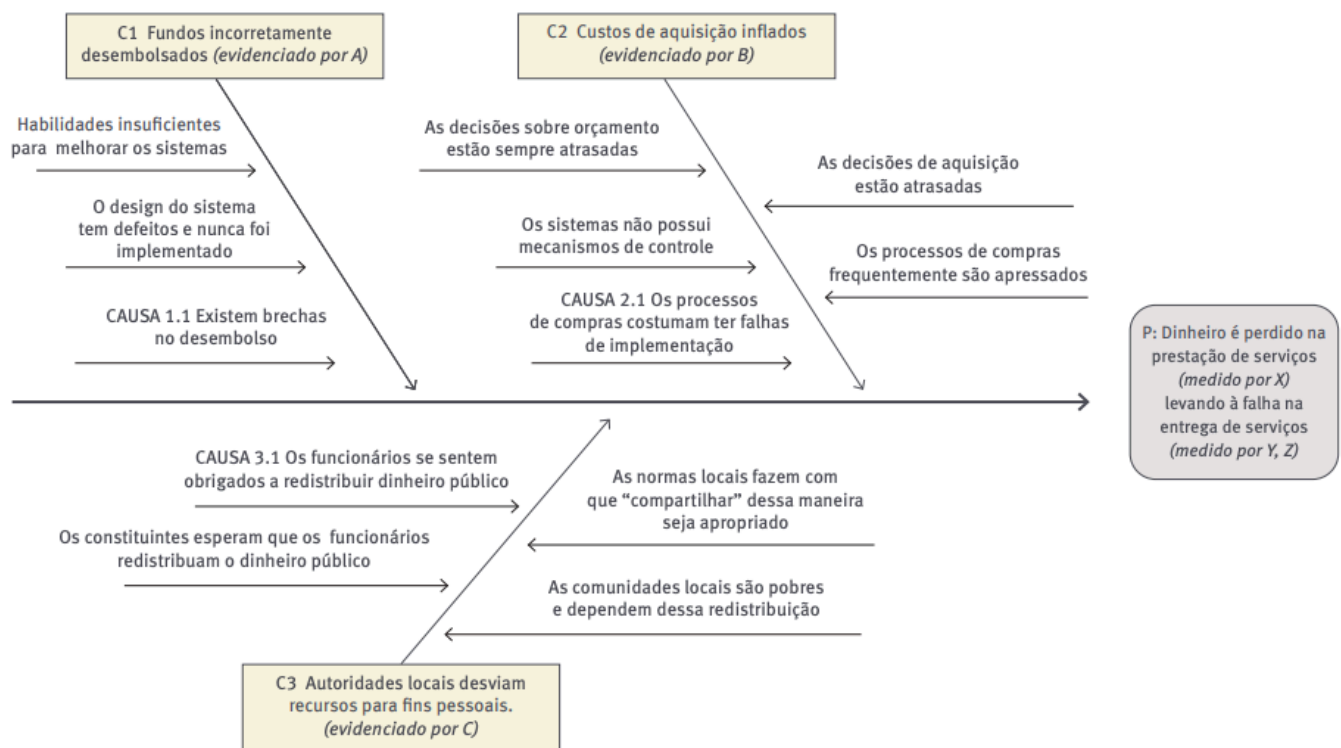 C1 Fundos incorretamente
desembolsados (evidenciado por A)
Habilidades insuficientes
para melhorar os sistemas
O design do sistema
tem defeitos e nunca foi
implementado
CAUSA 1.1 Existem brechas
no desembolso
C2 Custos de aquisição inflados
(evidenciado por B)
As decisões sobre orçamento
estão sempre atrasadas
Os sistemas não possui
mecanismos de controle
CAUSA 2.1 Os processos
de compras costumam ter falhas
de implementação
As decisões de aquisição
estão atrasadas
Os processos de compras
frequentemente são apressados
P: Dinheiro é perdido na
prestação de serviços
(medido por X)
levando à falha na
entrega de serviços
(medido por Y, Z)
CAUSA 3.1 Os funcionários se sentem
obrigados a redistribuir dinheiro público
Os constituintes esperam que os funcionários
redistribuam o dinheiro público
As normas locais fazem com
que “compartilhar” dessa maneira
seja apropriado
As comunidades locais são pobres
e dependem dessa redistribuição
C3 Autoridades locais desviam
recursos para fins pessoais.
(evidenciado por C)